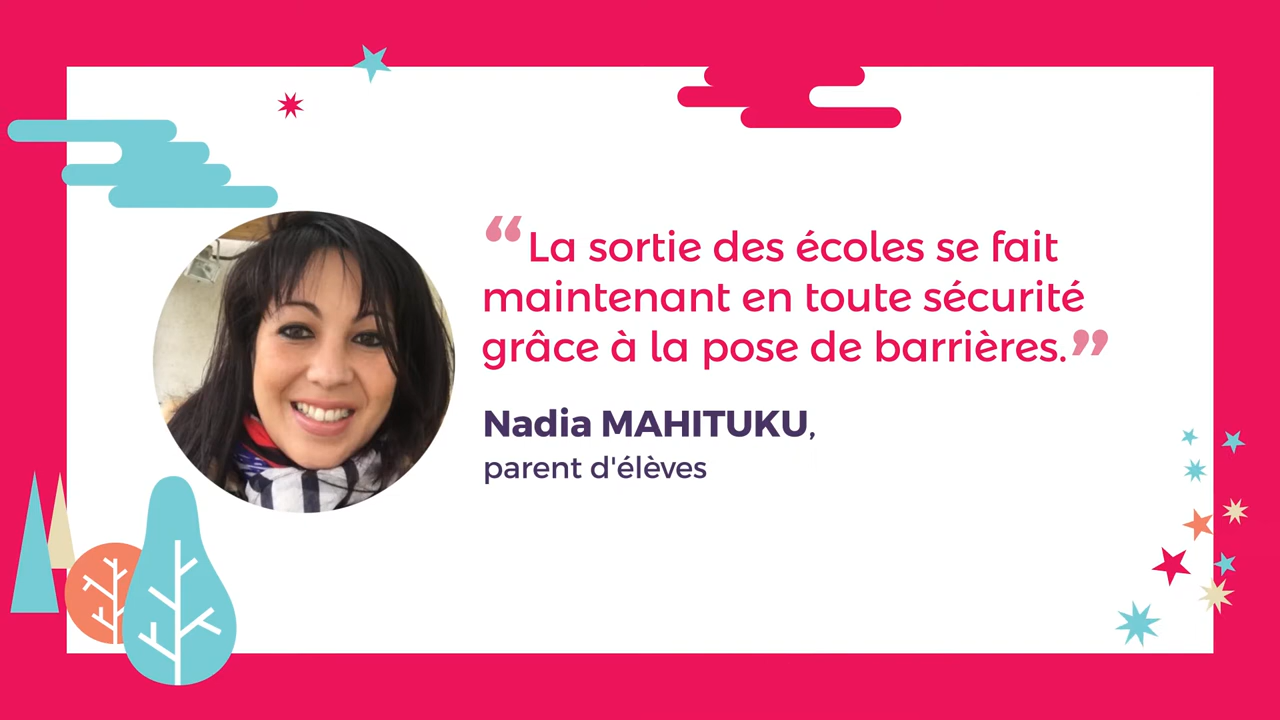 “La sortie des écoles se fait
maintenant en toute sécurité
grâce à la pose de barrières.”
Nadia MAHITUKU,
parent d'élèves